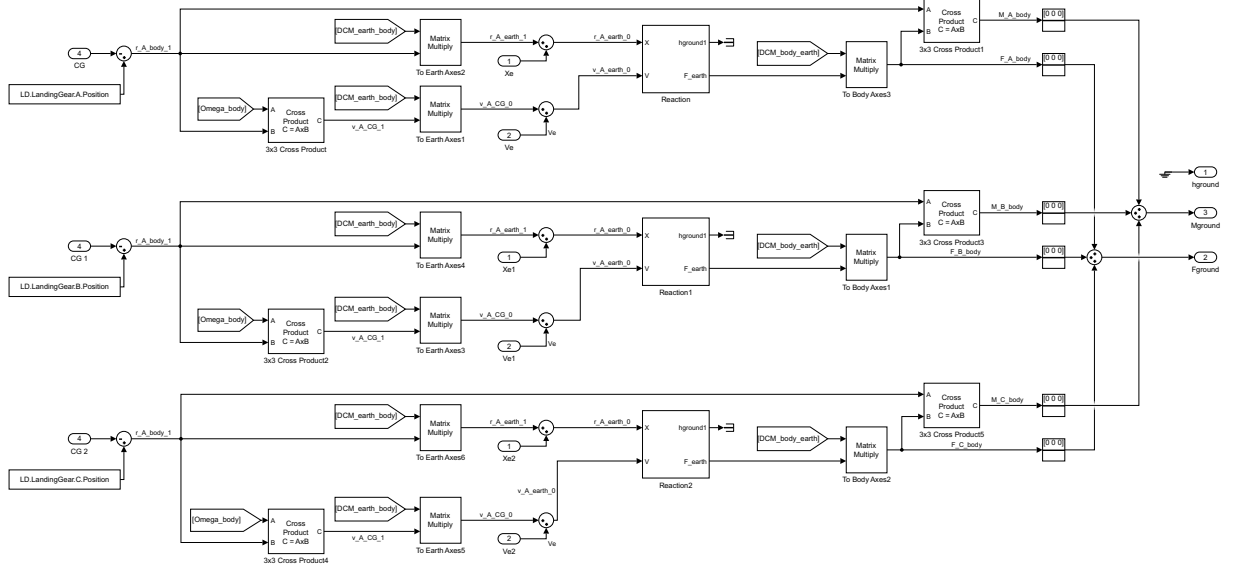 4
CG
LD.LandingGear.A.Position
r_A_body_1
[DCM_earth_body]
Matrix
Multiply
To Earth Axes2
r_A_earth_1
1
Xe
r_A_earth_0
[Omega_body]
A
B
Cross
Product
C = AxB
C
3x3 Cross Product
v_A_CG_1
[DCM_earth_body]
Matrix
Multiply
To Earth Axes1
v_A_CG_0
2
Ve
Ve
v_A_earth_0
X
V
hground1
F_earth
Reaction
[DCM_body_earth]
Matrix
Multiply
To Body Axes3
A
B
Cross
Product
C = AxB
C
3x3 Cross Product1
M_A_body
[0 0 0]
F_A_body
[0 0 0]
4
CG 1
LD.LandingGear.B.Position
r_A_body_1
[DCM_earth_body]
Matrix
Multiply
To Earth Axes4
r_A_earth_1
1
Xe1
r_A_earth_0
[Omega_body]
A
B
Cross
Product
C = AxB
C
3x3 Cross Product2
v_A_CG_1
[DCM_earth_body]
Matrix
Multiply
To Earth Axes3
v_A_CG_0
2
Ve1
Ve
v_A_earth_0
X
V
hground1
F_earth
Reaction1
[DCM_body_earth]
Matrix
Multiply
To Body Axes1
A
B
Cross
Product
C = AxB
C
3x3 Cross Product3
M_B_body
[0 0 0]
F_B_body
[0 0 0]
1
hground
3
Mground
2
Fground
4
CG 2
LD.LandingGear.C.Position
r_A_body_1
[DCM_earth_body]
Matrix
Multiply
To Earth Axes6
r_A_earth_1
1
Xe2
r_A_earth_0
[Omega_body]
A
B
Cross
Product
C = AxB
C
3x3 Cross Product4
v_A_CG_1
[DCM_earth_body]
Matrix
Multiply
To Earth Axes5
v_A_CG_0
2
Ve2
Ve
v_A_earth_0
X
V
hground1
F_earth
Reaction2
[DCM_body_earth]
Matrix
Multiply
To Body Axes2
A
B
Cross
Product
C = AxB
C
3x3 Cross Product5
M_C_body
[0 0 0]
F_C_body
[0 0 0]